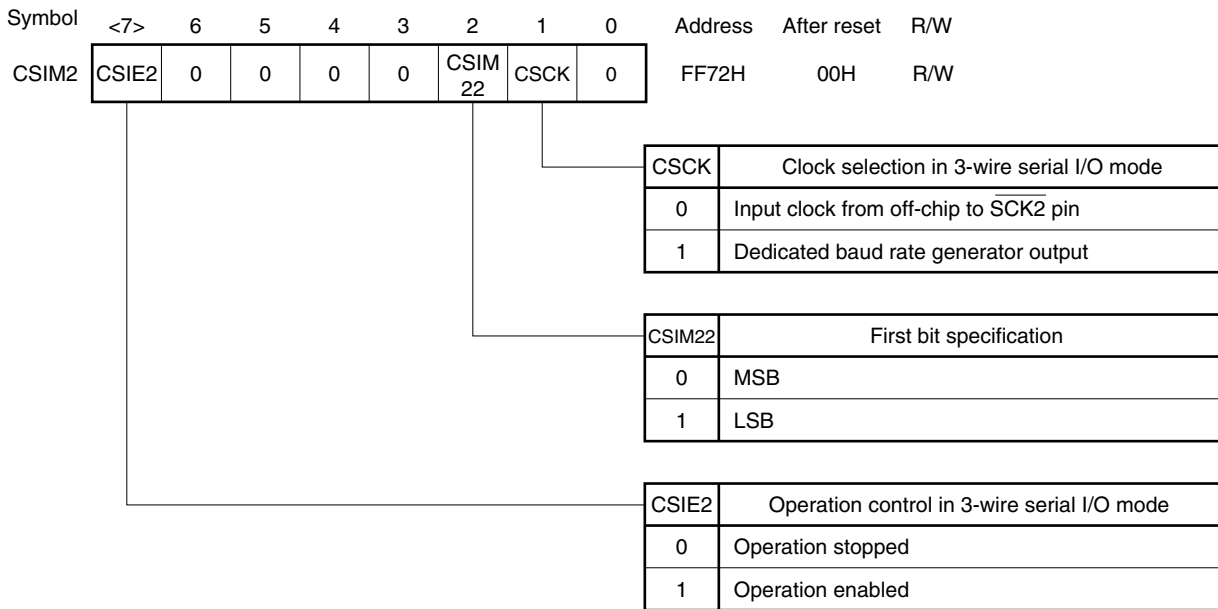 Symbol <7> 6 5 4 3 2 1 0 Address After reset R/W
CSIM2 CSIE2 0 0 0 0 CSIM22 CSCK 0 FF72H 00H R/W
CSCK Clock selection in 3-wire serial I/O mode
0 Input clock from off-chip to S̅C̅K̅2̅ pin
1 Dedicated baud rate generator output
CSIM22 First bit specification
0 MSB
1 LSB
CSIE2 Operation control in 3-wire serial I/O mode
0 Operation stopped
1 Operation enabled